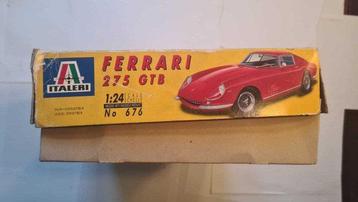 ITALERI
FERRARI
275 GTB
1:24
No 676